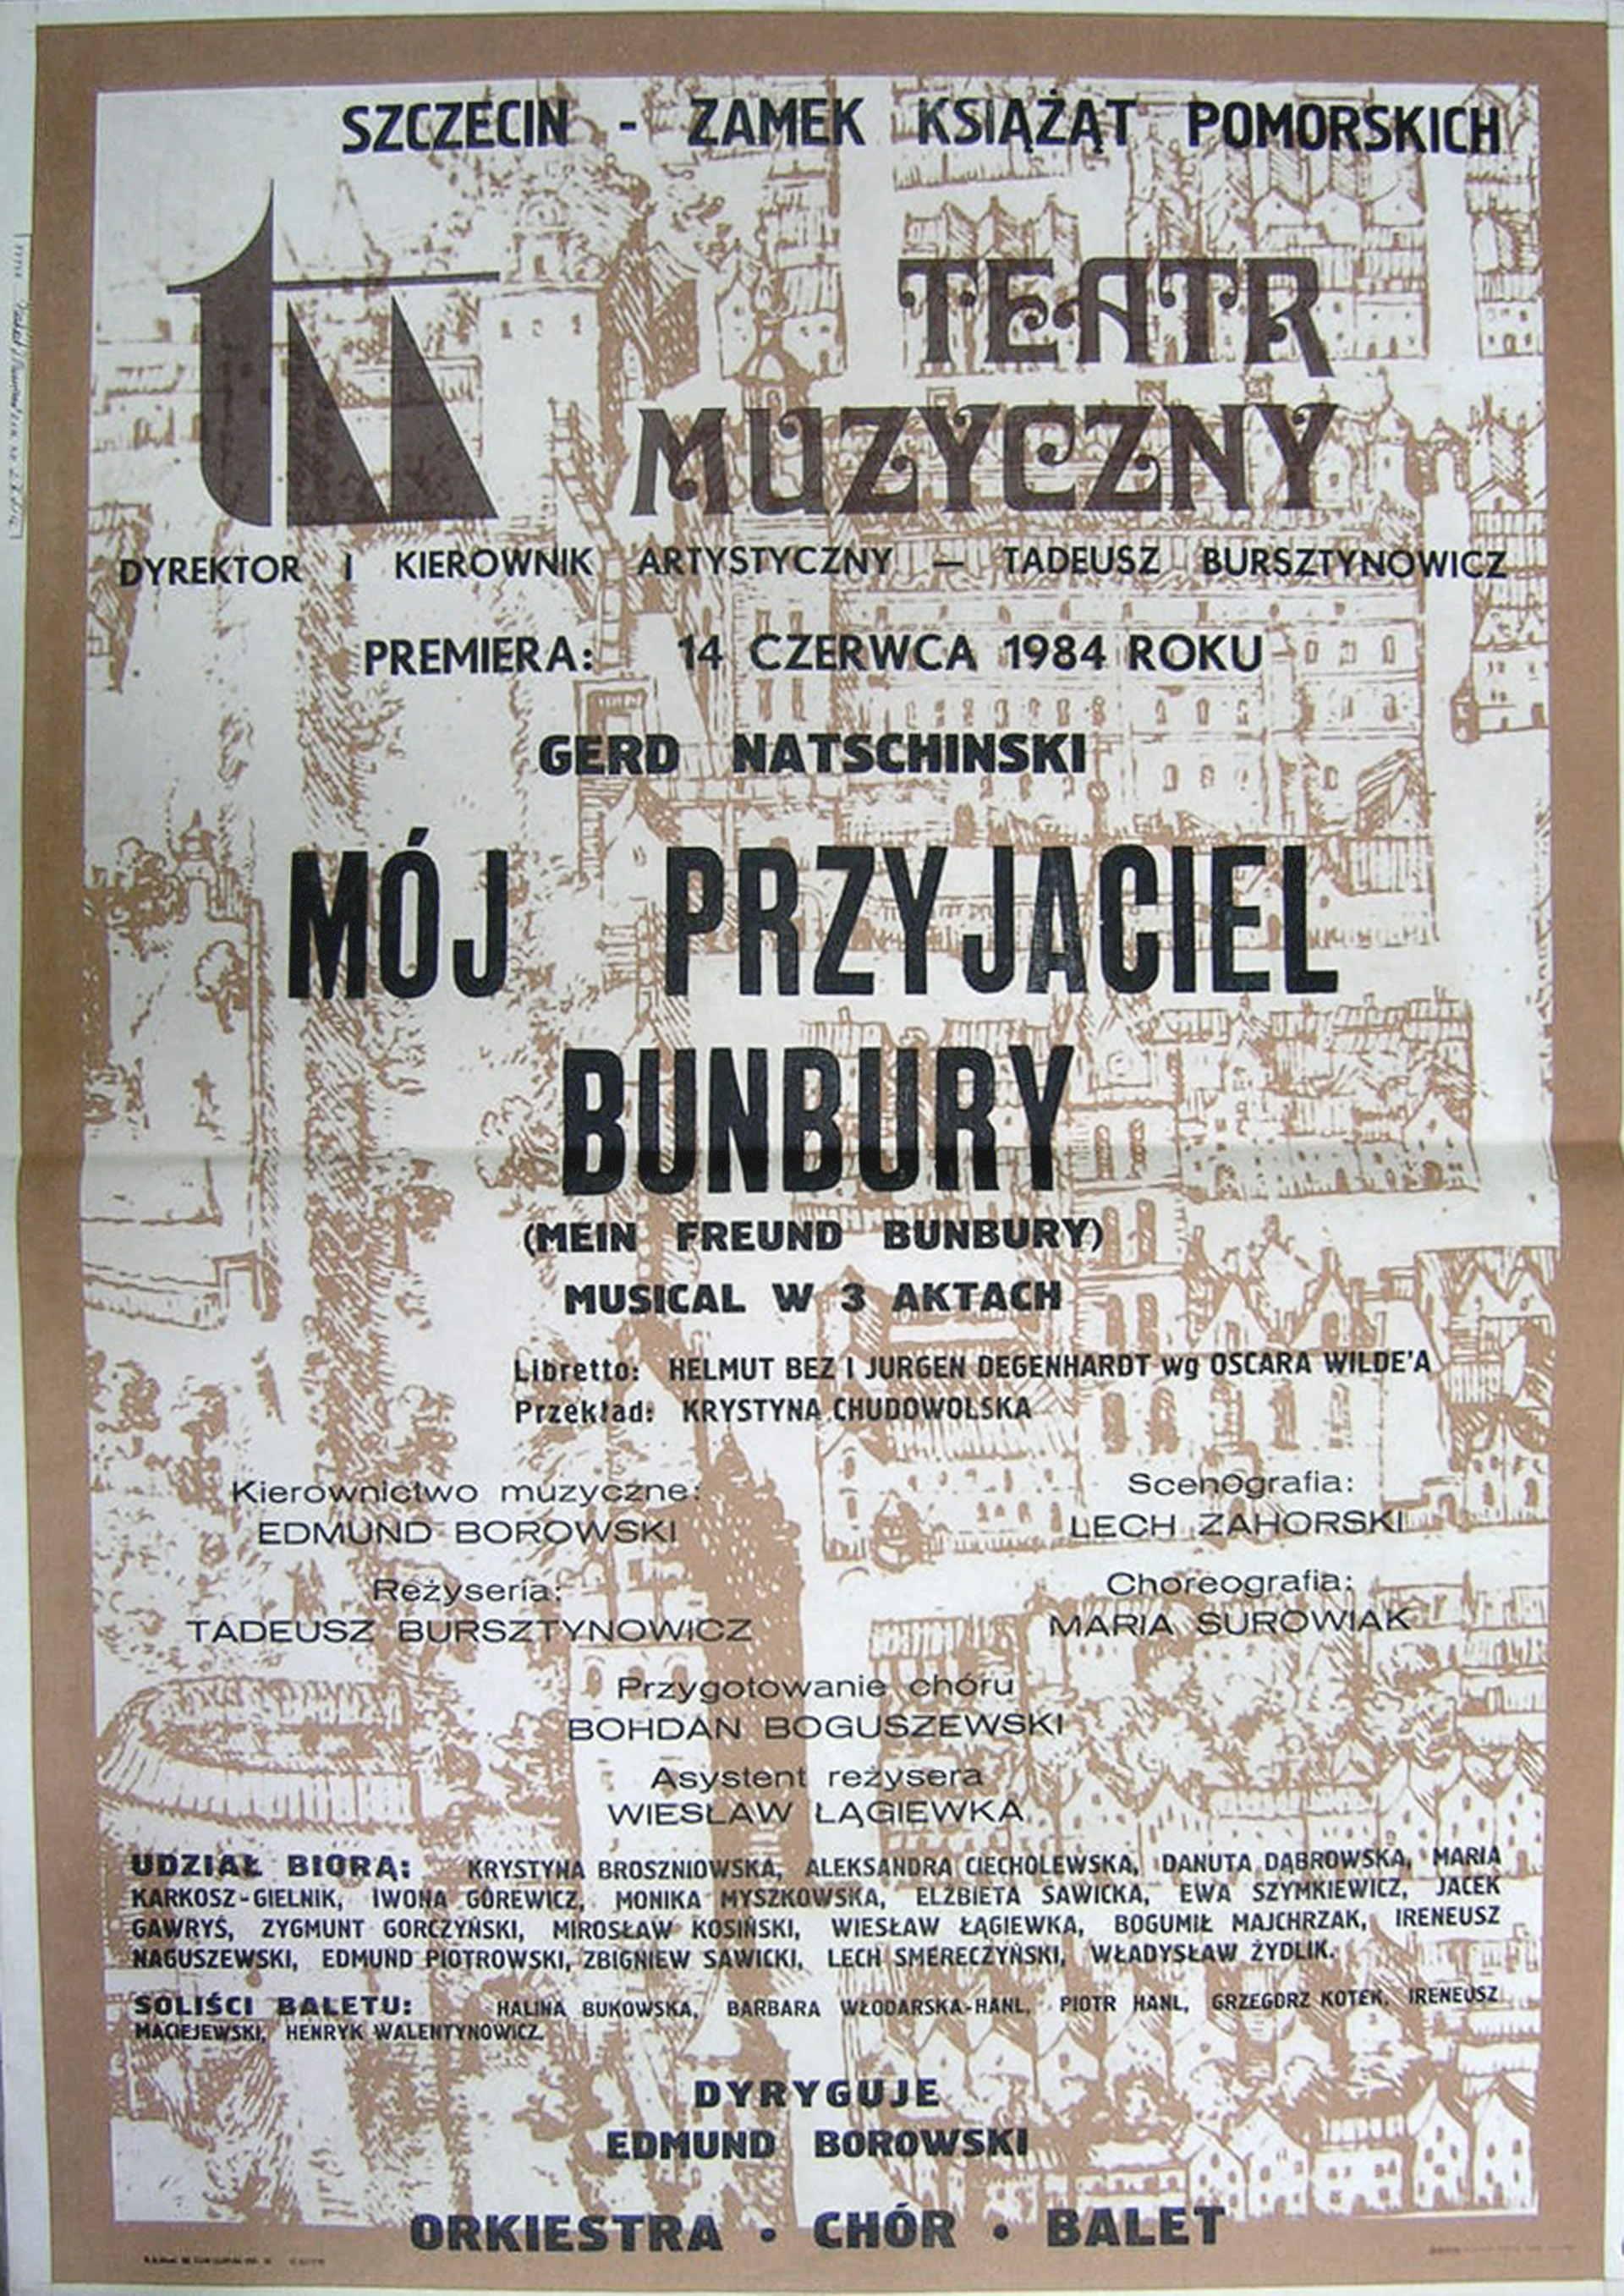 SZCZECIN - ZAMEK KSIĄŻĄT POMORSKICH
tm
TEATR
MUZYCZNY
DYREKTOR I KIEROWNIK ARTYSTYCZNY — TADEUSZ BURSZTYNOWICZ
PREMIERA: 14 CZERWCA 1984 ROKU
GERD NATSCHINSKI
MÓJ PRZYJACIEL
BUNBURY
(MEIN FREUND BUNBURY)
MUSICAL W 3 AKTACH
Libretto: HELMUT BEZ I JURGEN DEGENHARDT wg OSCARA WILDE'A
Przekład: KRYSTYNA CHUDOWOLSKA
Kierownictwo muzyczne:
EDMUND BOROWSKI
Scenografia:
LECH ZAHORSKI
Reżyseria:
TADEUSZ BURSZTYNOWICZ
Choreografia:
MARIA SUROWIAK
Przygotowanie chóru
BOHDAN BOGUSZEWSKI
Asystent reżysera
WIESŁAW ŁĄGIEWKA
UDZIAŁ BIORĄ: KRYSTYNA BROSZNIOWSKA, ALEKSANDRA CIECHOLEWSKA, DANUTA DĄBROWSKA, MARIA
KARKOSZ-GIELNIK, IWONA GÓREWICZ, MONIKA MYSZKOWSKA, ELŻBIETA SAWICKA, EWA SZYMKIEWICZ, JACEK
GAWRYŚ, ZYGMUNT GORCZYŃSKI, MIROSŁAW KOSIŃSKI, WIESŁAW ŁĄGIEWKA, BOGUMIŁ MAJCHRZAK, IRENEUSZ
NAGUSZEWSKI, EDMUND PIOTROWSKI, ZBIGNIEW SAWICKI, LECH SMERECZYŃSKI, WŁADYSŁAW ŻYDLIK.
SOLIŚCI BALETU: HALINA BUKOWSKA, BARBARA WŁODARSKA-HANL, PIOTR HANL, GRZEGORZ KOTEK, IRENEUSZ
MACIEJEWSKI, HENRYK WALENTYNOWICZ.
DYRYGUJE
EDMUND BOROWSKI
ORKIESTRA • CHÓR • BALET